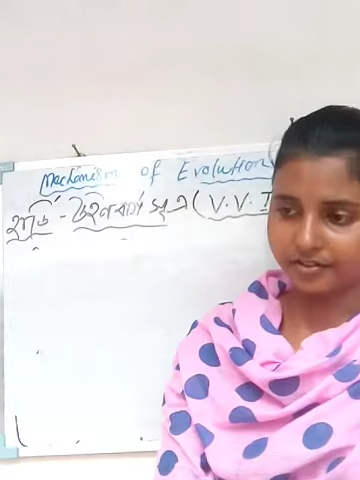 Mechanism of Evolution
হার্ডি - উইনবার্গ সূত্র ( V.V.I